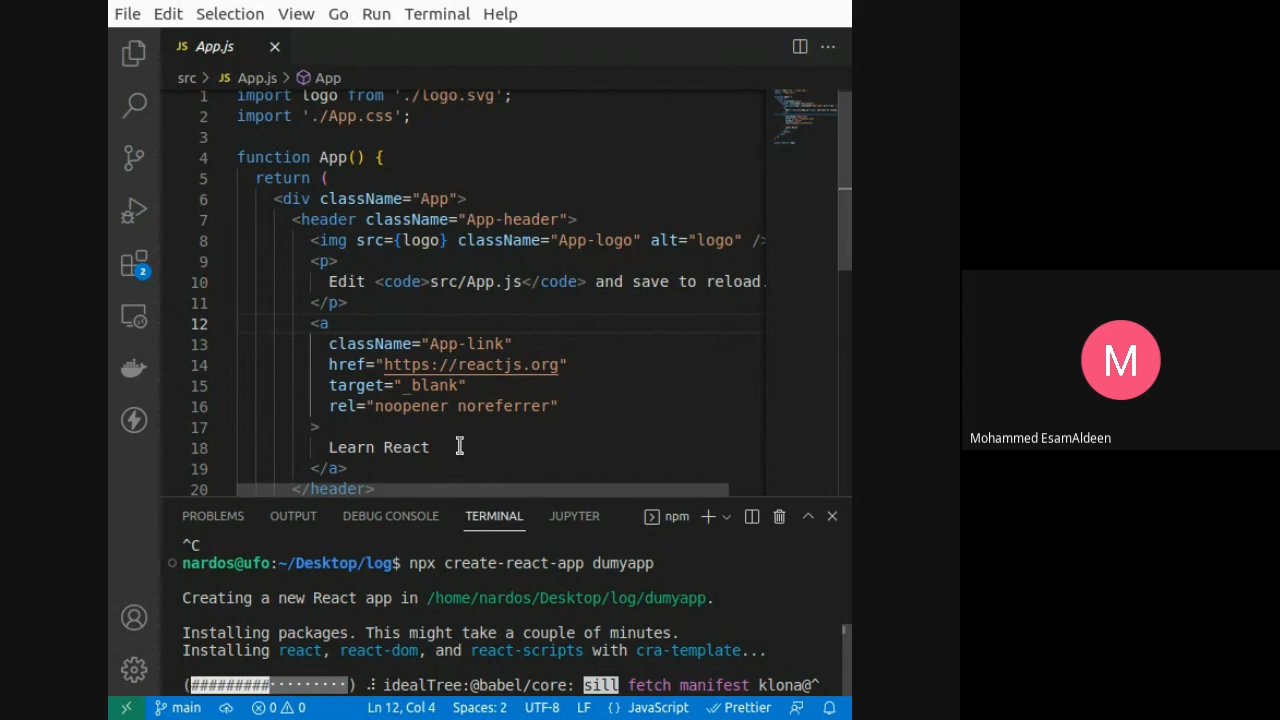 File Edit Selection View Go Run Terminal Help
JS App.js
src > JS App.js > App
1 import logo from './logo.svg';
2 import './App.css';
3
4 function App() {
5 return (
6 <div className="App">
7 <header className="App-header">
8 <img src={logo} className="App-logo" alt="logo" />
9 <p>
10 Edit <code>src/App.js</code> and save to reload.
11 </p>
12 <a
13 className="App-link"
14 href="https://reactjs.org"
15 target="_blank"
16 rel="noopener noreferrer"
17 >
18 Learn React
19 </a>
20 </header>
2
PROBLEMS OUTPUT DEBUG CONSOLE TERMINAL JUPYTER npm
^C
nardos@ufo:~/Desktop/log$ npx create-react-app dumyapp
Creating a new React app in /home/nardos/Desktop/log/dumyapp.
Installing packages. This might take a couple of minutes.
Installing react, react-dom, and react-scripts with cra-template...
(#########·········) ⠼ idealTree:@babel/core: sill fetch manifest klona@^
main 0 0 Ln 12, Col 4 Spaces: 2 UTF-8 LF {} JavaScript Prettier
M
Mohammed EsamAldeen